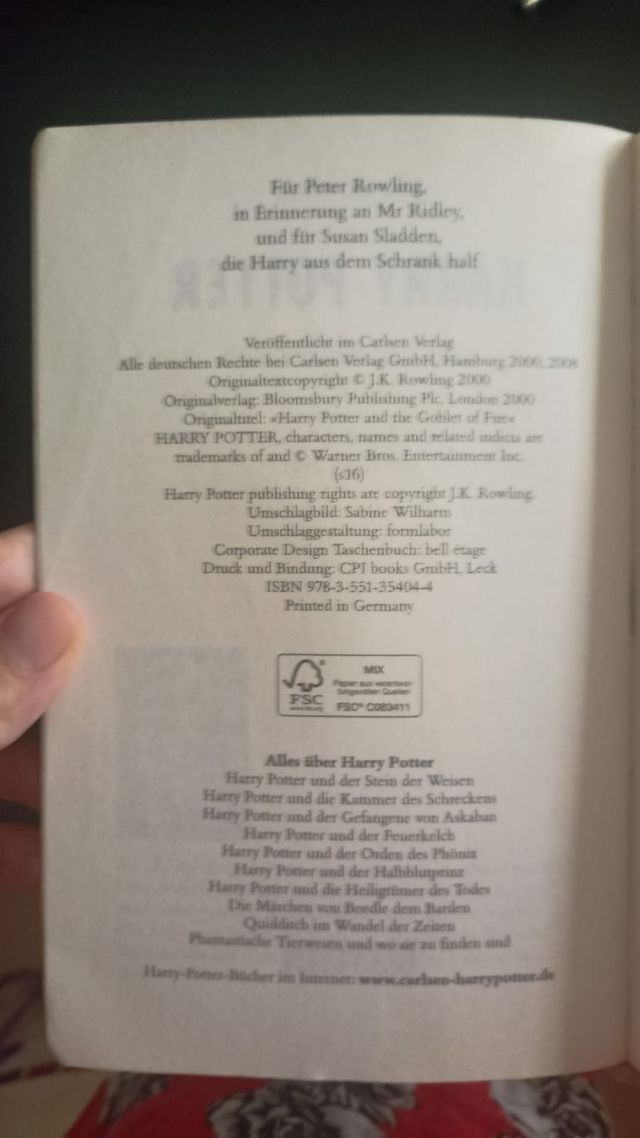 Für Peter Rowling,
in Erinnerung an Mr Ridley,
und für Susan Sladden,
die Harry aus dem Schrank half
Veröffentlicht im Carlsen Verlag
Alle deutschen Rechte bei Carlsen Verlag GmbH, Hamburg 2000, 2008
Originaltextcopyright © J.K. Rowling 2000
Originalverlag: Bloomsbury Publishing Plc, London 2000
Originaltitel: »Harry Potter and the Goblet of Fire«
HARRY POTTER, characters, names and related indicia are
trademarks of and © Warner Bros. Entertainment Inc.
(s16)
Harry Potter publishing rights are copyright J.K. Rowling.
Umschlagbild: Sabine Wilharm
Umschlaggestaltung: formlabor
Corporate Design Taschenbuch: bell étage
Druck und Bindung: CPI books GmbH, Leck
ISBN 978-3-551-35404-4
Printed in Germany
FSC
MIX
Papier aus verantwor-
tungsvollen Quellen
FSC® C083411
Alles über Harry Potter
Harry Potter und der Stein der Weisen
Harry Potter und die Kammer des Schreckens
Harry Potter und der Gefangene von Askaban
Harry Potter und der Feuerkelch
Harry Potter und der Orden des Phönix
Harry Potter und der Halbblutprinz
Harry Potter und die Heiligtümer des Todes
Die Märchen von Beedle dem Barden
Quidditch im Wandel der Zeiten
Phantastische Tierwesen und wo sie zu finden sind
Harry-Potter-Bücher im Internet: www.carlsen-harrypotter.de